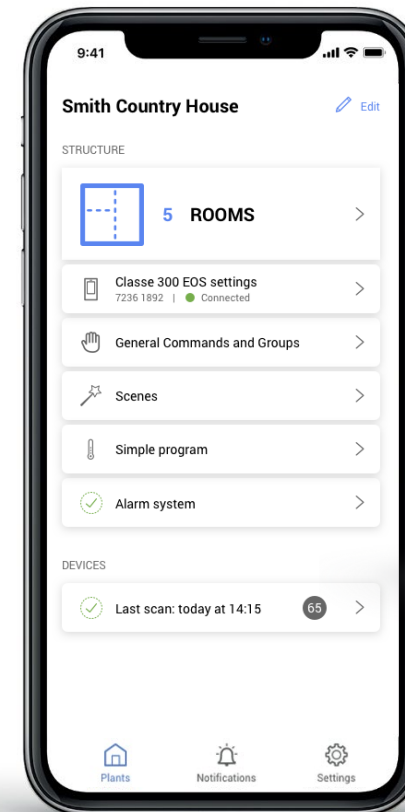 9:41
Smith Country House
Edit
STRUCTURE
5 ROOMS
Classe 300 EOS settings
7236 1892 | Connected
General Commands and Groups
Scenes
Simple program
Alarm system
DEVICES
Last scan: today at 14:15 65
Plants Notifications Settings